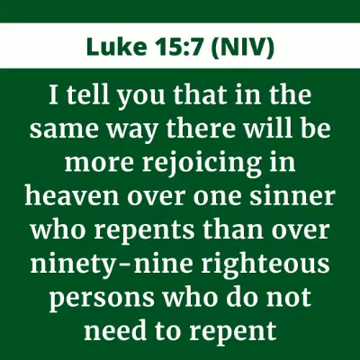 Luke 15:7 (NIV)
I tell you that in the
same way there will be
more rejoicing in
heaven over one sinner
who repents than over
ninety-nine righteous
persons who do not
need to repent